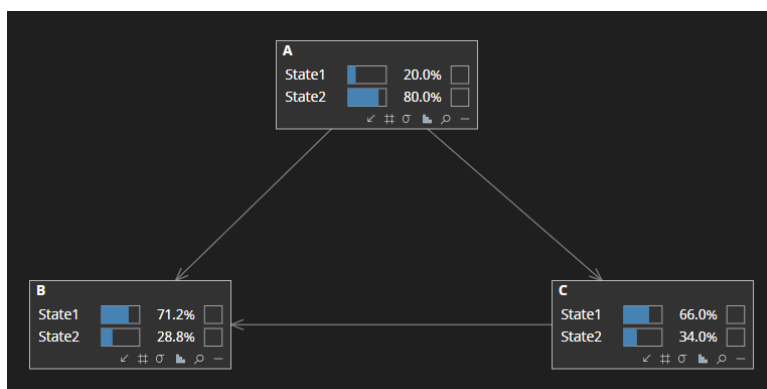 A
State1 20.0%
State2 80.0%
B
State1 71.2%
State2 28.8%
C
State1 66.0%
State2 34.0%